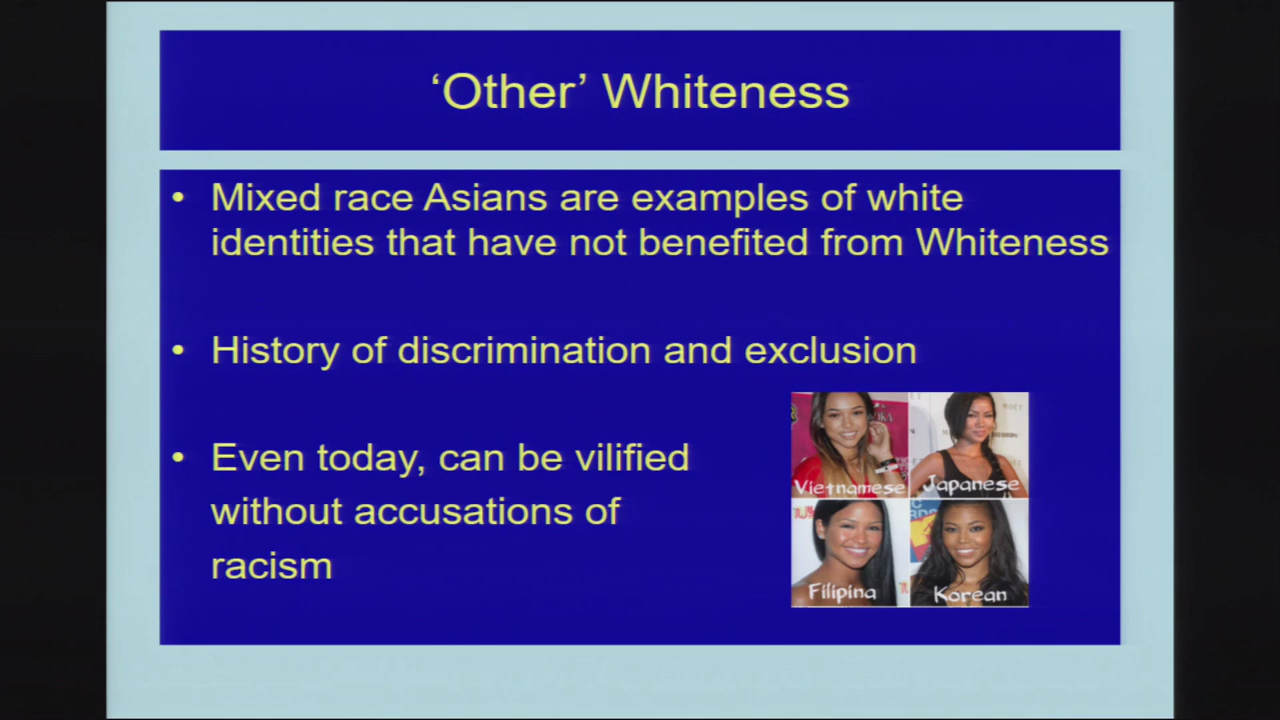 ‘Other’ Whiteness
• Mixed race Asians are examples of white
identities that have not benefited from Whiteness
• History of discrimination and exclusion
• Even today, can be vilified
without accusations of
racism
Vietnamese
Japanese
Filipina
Korean